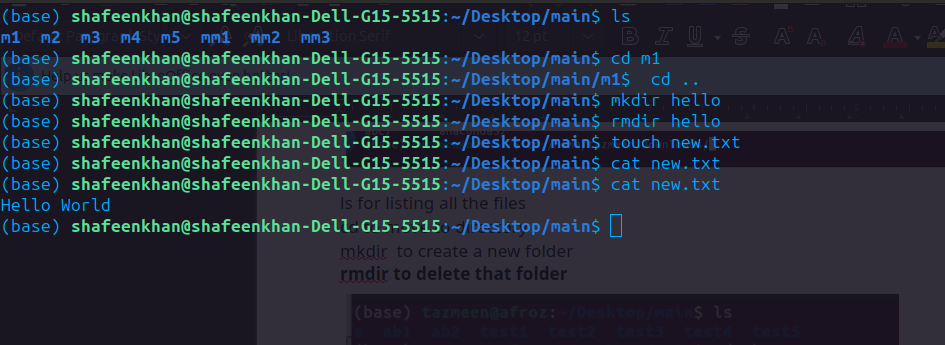 (base) shafeenkhan@shafeenkhan-Dell-G15-5515:~/Desktop/main$ ls
m1 m2 m3 m4 m5 mm1 mm2 mm3
(base) shafeenkhan@shafeenkhan-Dell-G15-5515:~/Desktop/main$ cd m1
(base) shafeenkhan@shafeenkhan-Dell-G15-5515:~/Desktop/main/m1$ cd ..
(base) shafeenkhan@shafeenkhan-Dell-G15-5515:~/Desktop/main$ mkdir hello
(base) shafeenkhan@shafeenkhan-Dell-G15-5515:~/Desktop/main$ rmdir hello
(base) shafeenkhan@shafeenkhan-Dell-G15-5515:~/Desktop/main$ touch new.txt
(base) shafeenkhan@shafeenkhan-Dell-G15-5515:~/Desktop/main$ cat new.txt
(base) shafeenkhan@shafeenkhan-Dell-G15-5515:~/Desktop/main$ cat new.txt
Hello World
ls for listing all the files
(base) shafeenkhan@shafeenkhan-Dell-G15-5515:~/Desktop/main$
mkdir to create a new folder
rmdir to delete that folder
(base) tazmeen@afroz:~/Desktop/main$ ls
test1 test2 test3 test4 test5